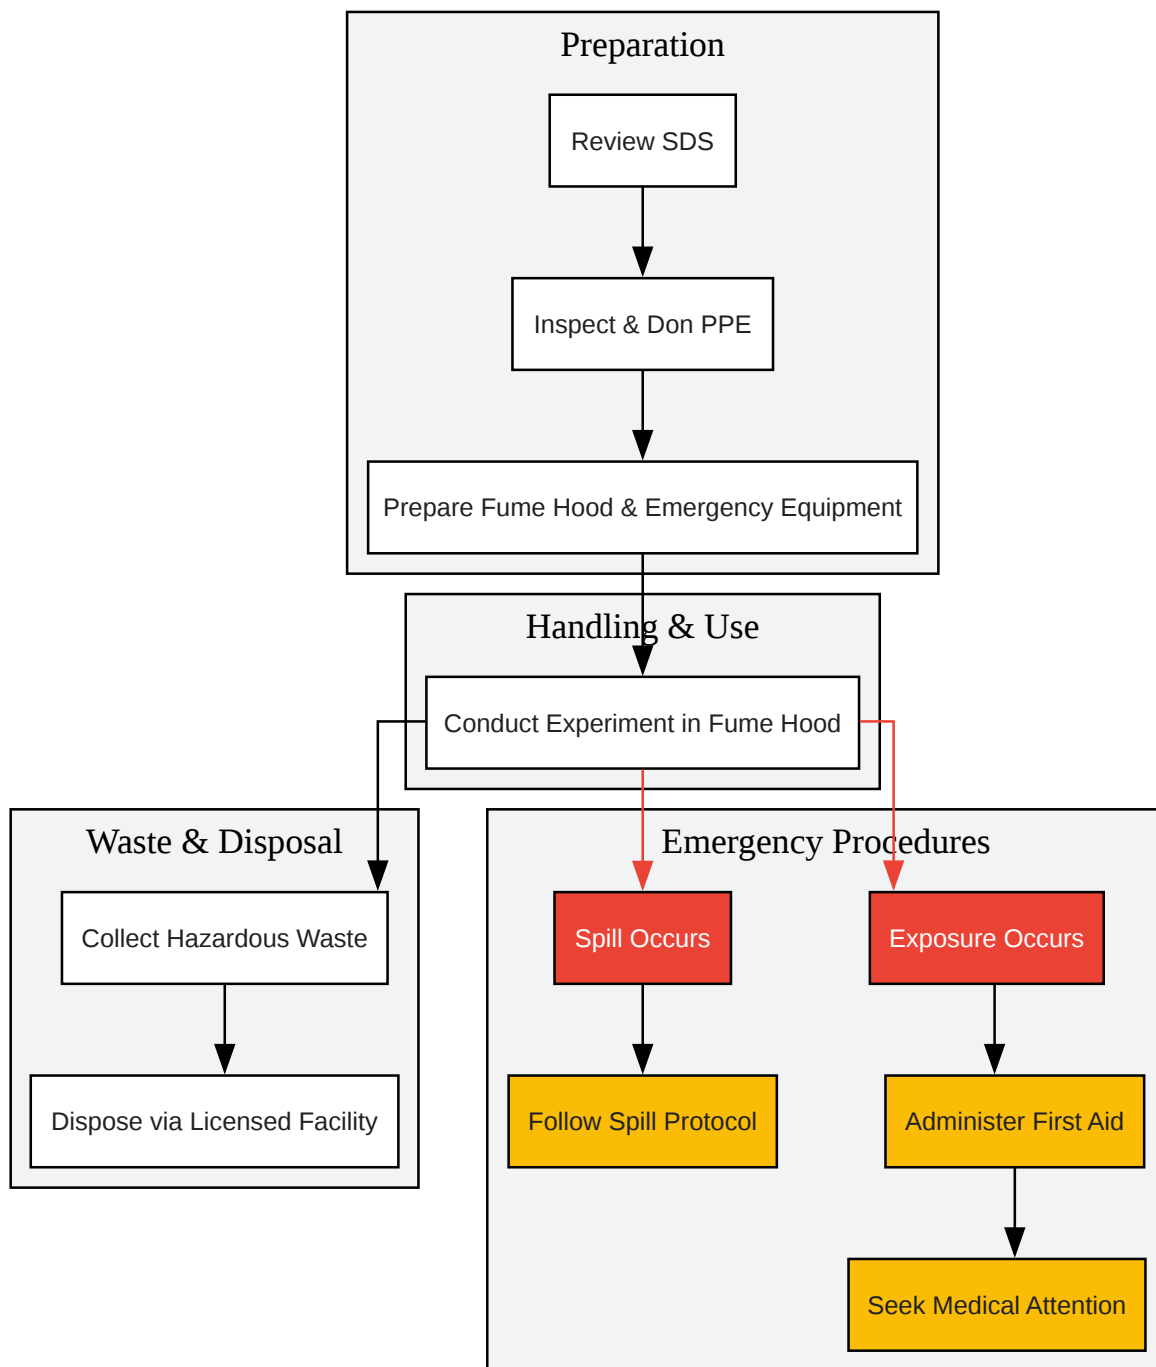 Preparation
Review SDS
Inspect & Don PPE
Prepare Fume Hood & Emergency Equipment
Handling & Use
Conduct Experiment in Fume Hood
Waste & Disposal
Collect Hazardous Waste
Dispose via Licensed Facility
Emergency Procedures
Spill Occurs
Exposure Occurs
Follow Spill Protocol
Administer First Aid
Seek Medical Attention